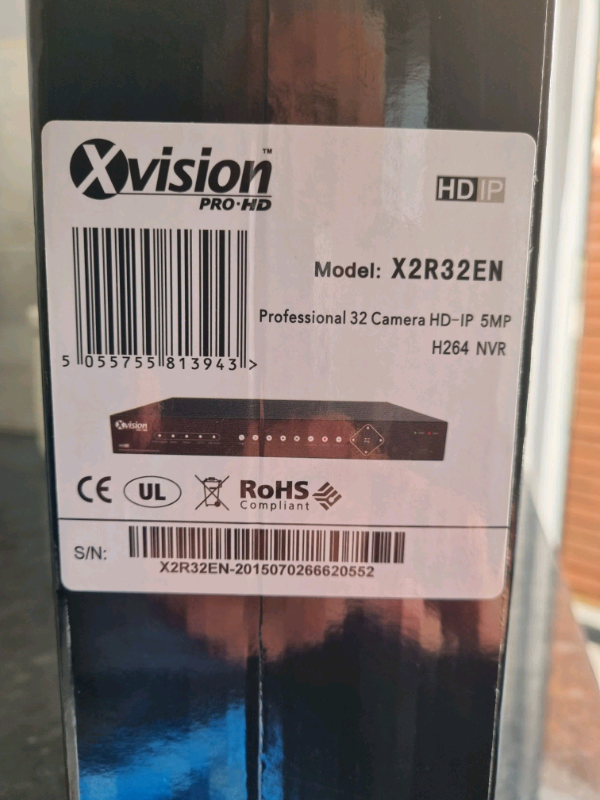 Xvision™
PRO·HD
HD IP
Model: X2R32EN
Professional 32 Camera HD-IP 5MP
H264 NVR
5 055755 813943 >
Xvision
CE UL RoHS
Compliant
S/N:
X2R32EN-2015070266620552